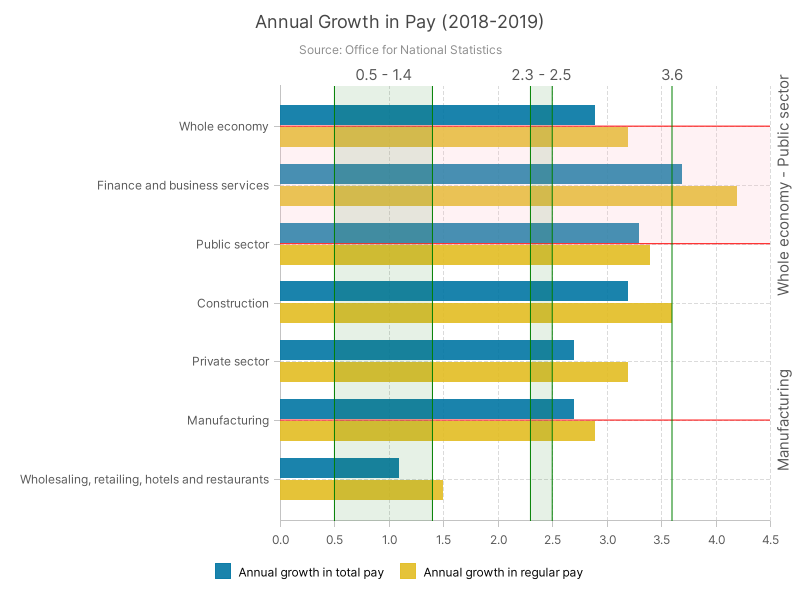 Annual Growth in Pay (2018-2019)
Source: Office for National Statistics
0.5 - 1.4
2.3 - 2.5
3.6
Whole economy
Finance and business services
Public sector
Construction
Private sector
Manufacturing
Wholesaling, retailing, hotels and restaurants
Whole economy - Public sector
Manufacturing
0.0 0.5 1.0 1.5 2.0 2.5 3.0 3.5 4.0 4.5
Annual growth in total pay
Annual growth in regular pay